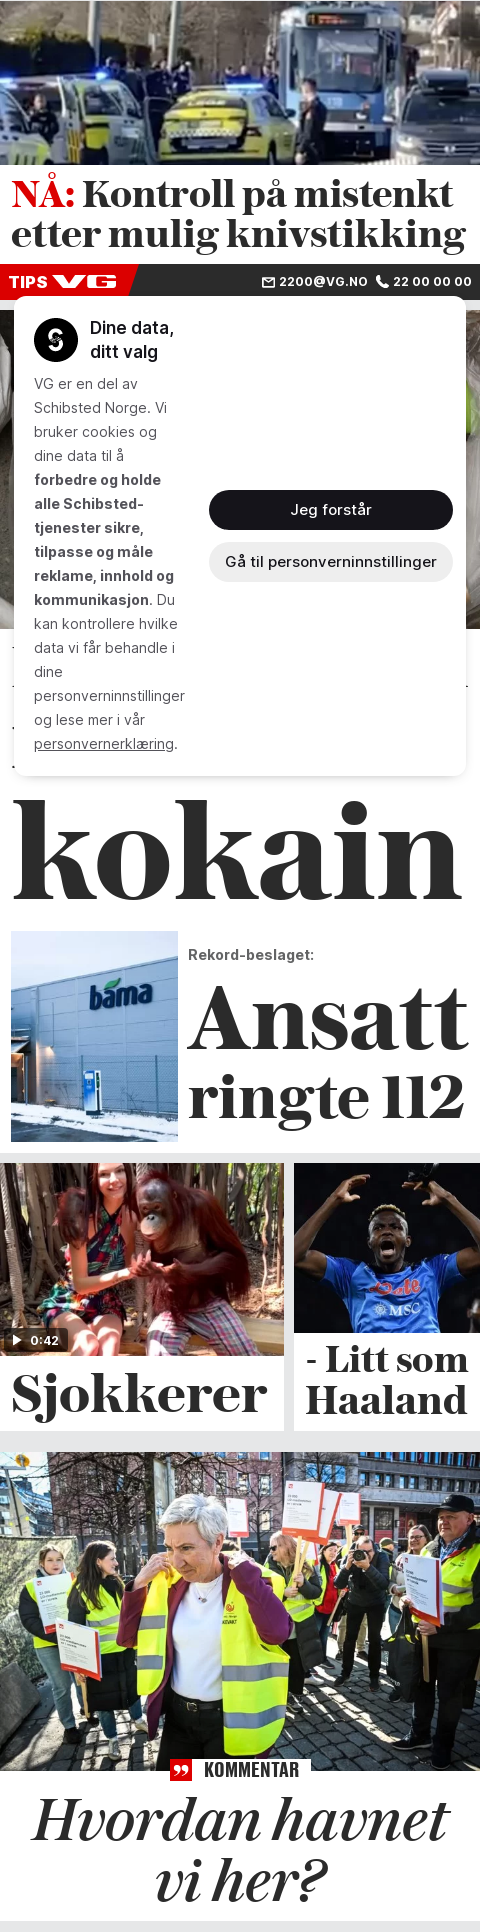 NÅ: Kontroll på mistenkt
etter mulig knivstikking
TIPS VG
2200@VG.NO 22 00 00 00
Dine data,
ditt valg
VG er en del av
Schibsted Norge. Vi
bruker cookies og
dine data til å
forbedre og holde
alle Schibsted-
tjenester sikre,
tilpasse og måle
reklame, innhold og
kommunikasjon. Du
kan kontrollere hvilke
data vi får behandle i
dine
personverninnstillinger
og lese mer i vår
personvernerklæring.
Jeg forstår
Gå til personverninnstillinger
kokain
bama
Rekord-beslaget:
Ansatt
ringte 112
0:42
Sjokkerer
MSC
- Litt som
Haaland
KOMMENTAR
Hvordan havnet
vi her?